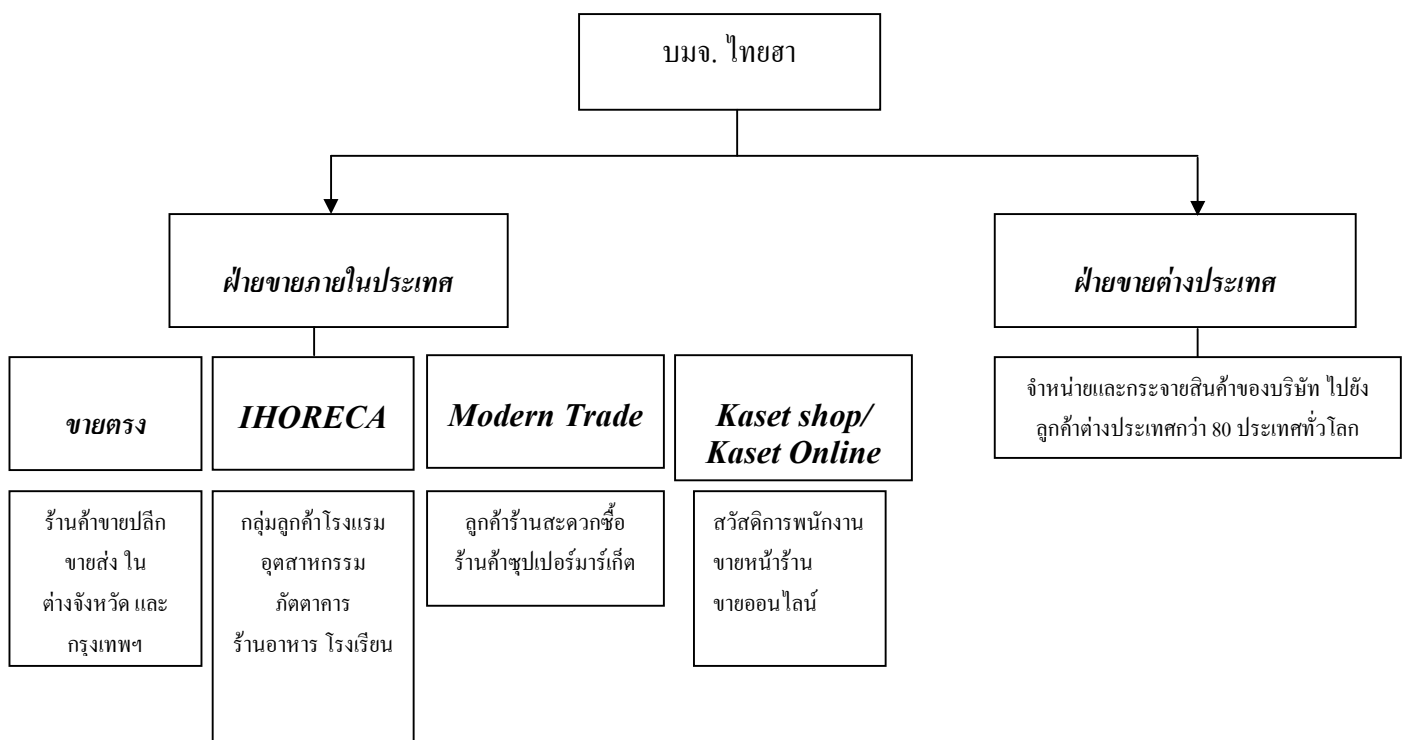 บมจ. ไทยฮา
ฝ่ายขายภายในประเทศ
ฝ่ายขายต่างประเทศ
ขายตรง
IHORECA
Modern Trade
Kaset shop/
Kaset Online
จำหน่ายและกระจายสินค้าของบริษัท ไปยัง
ลูกค้าต่างประเทศกว่า 80 ประเทศทั่วโลก
ร้านค้าขายปลีก
ขายส่ง ใน
ต่างจังหวัด และ
กรุงเทพฯ
กลุ่มลูกค้าโรงแรม
อุตสาหกรรม
ภัตตาคาร
ร้านอาหาร โรงเรียน
ลูกค้าร้านสะดวกซื้อ
ร้านค้าซุปเปอร์มาร์เก็ต
สวัสดิการพนักงาน
ขายหน้าร้าน
ขายออนไลน์